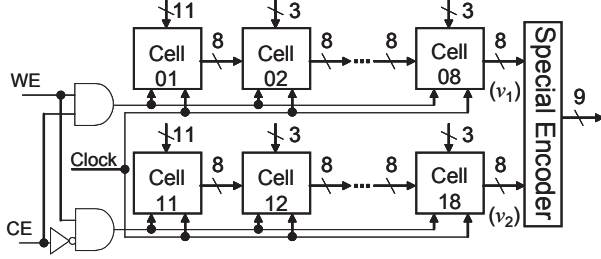 11 3 3
Cell 01 8 Cell 02 8 ... 8 Cell 08 8
WE (v1) Special Encoder 9
11 3 3
Clock
Cell 11 8 Cell 12 8 ... 8 Cell 18 8
CE (v2)